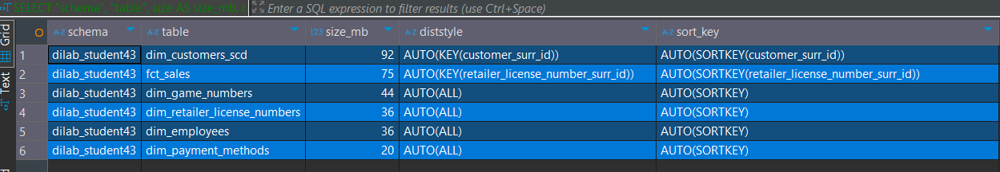 SELECT "schema", "table", size AS size_mb, d Enter a SQL expression to filter results (use Ctrl+Space)
Grid
Text
A-Z schema A-Z table 123 size_mb A-Z diststyle A-Z sort_key
1 dilab_student43 dim_customers_scd 92 AUTO(KEY(customer_surr_id)) AUTO(SORTKEY(customer_surr_id))
2 dilab_student43 fct_sales 75 AUTO(KEY(retailer_license_number_surr_id)) AUTO(SORTKEY(retailer_license_number_surr_id))
3 dilab_student43 dim_game_numbers 44 AUTO(ALL) AUTO(SORTKEY)
4 dilab_student43 dim_retailer_license_numbers 36 AUTO(ALL) AUTO(SORTKEY)
5 dilab_student43 dim_employees 36 AUTO(ALL) AUTO(SORTKEY)
6 dilab_student43 dim_payment_methods 20 AUTO(ALL) AUTO(SORTKEY)